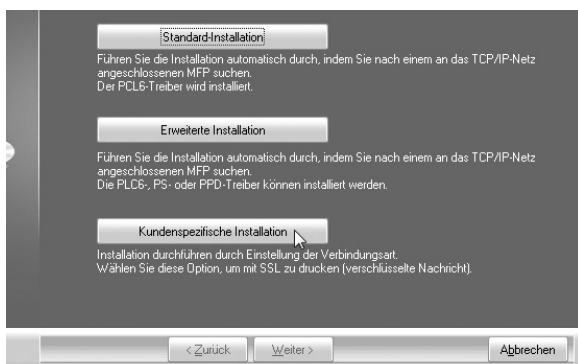 Standard-Installation
Führen Sie die Installation automatisch durch, indem Sie nach einem an das TCP/IP-Netz
angeschlossenen MFP suchen.
Der PCL6-Treiber wird installiert.
Erweiterte Installation
Führen Sie die Installation automatisch durch, indem Sie nach einem an das TCP/IP-Netz
angeschlossenen MFP suchen.
Die PLC6-, PS- oder PPD-Treiber können installiert werden.
Kundenspezifische Installation
Installation durchführen durch Einstellung der Verbindungsart.
Wählen Sie diese Option, um mit SSL zu drucken (verschlüsselte Nachricht).
< Zurück Weiter > Abbrechen